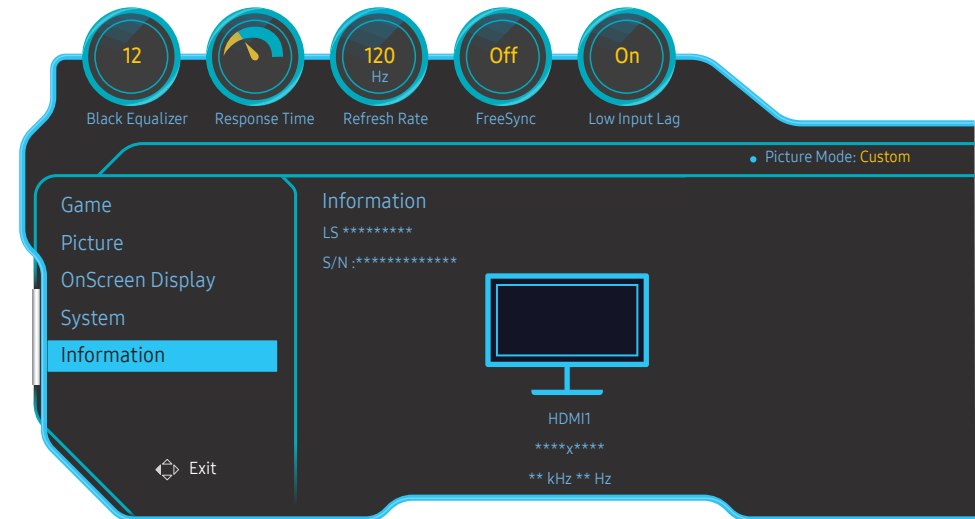 12
120
Hz
Off
On
Black Equalizer
Response Time
Refresh Rate
FreeSync
Low Input Lag
Picture Mode: Custom
Game
Picture
OnScreen Display
System
Information
Exit
Information
LS *********
S/N :*************
HDMI1
****x****
** kHz ** Hz